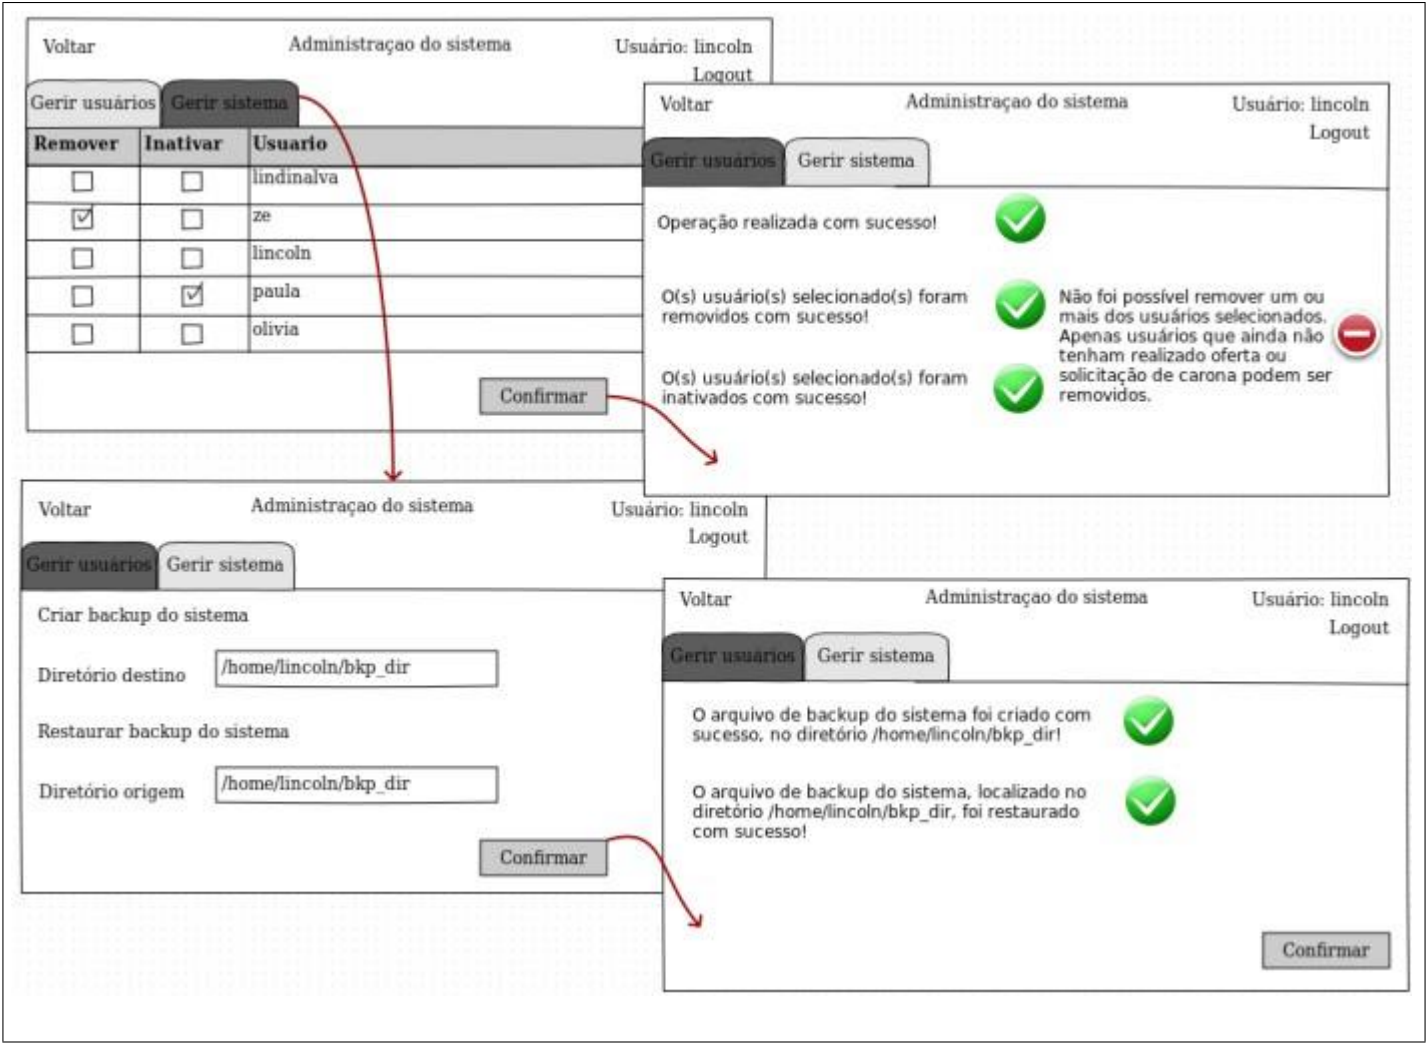 Voltar
Administraçao do sistema
Usuário: lincoln
Logout
Gerir usuários
Gerir sistema
Remover
Inativar
Usuario
lindinalva
ze
lincoln
paula
olivia
Confirmar
Voltar
Administraçao do sistema
Usuário: lincoln
Logout
Gerir usuários
Gerir sistema
Operação realizada com sucesso!
O(s) usuário(s) selecionado(s) foram
removidos com sucesso!
O(s) usuário(s) selecionado(s) foram
inativados com sucesso!
Não foi possível remover um ou
mais dos usuários selecionados.
Apenas usuários que ainda não
tenham realizado oferta ou
solicitação de carona podem ser
removidos.
Voltar
Administraçao do sistema
Usuário: lincoln
Logout
Gerir usuários
Gerir sistema
Criar backup do sistema
Diretório destino
/home/lincoln/bkp_dir
Restaurar backup do sistema
Diretório origem
/home/lincoln/bkp_dir
Confirmar
Voltar
Administraçao do sistema
Usuário: lincoln
Logout
Gerir usuários
Gerir sistema
O arquivo de backup do sistema foi criado com
sucesso, no diretório /home/lincoln/bkp_dir!
O arquivo de backup do sistema, localizado no
diretório /home/lincoln/bkp_dir, foi restaurado
com sucesso!
Confirmar